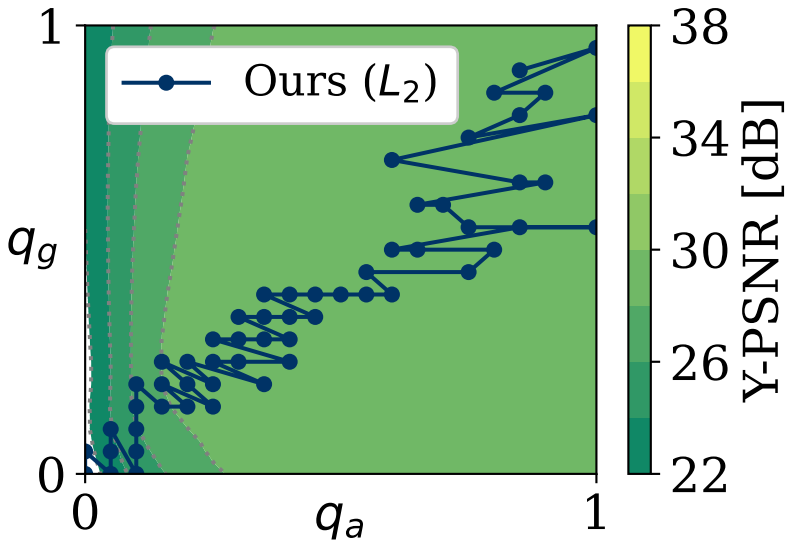 1
Ours (L₂)
q_g
0
0
q_a
1
38
34
30
26
22
Y-PSNR [dB]